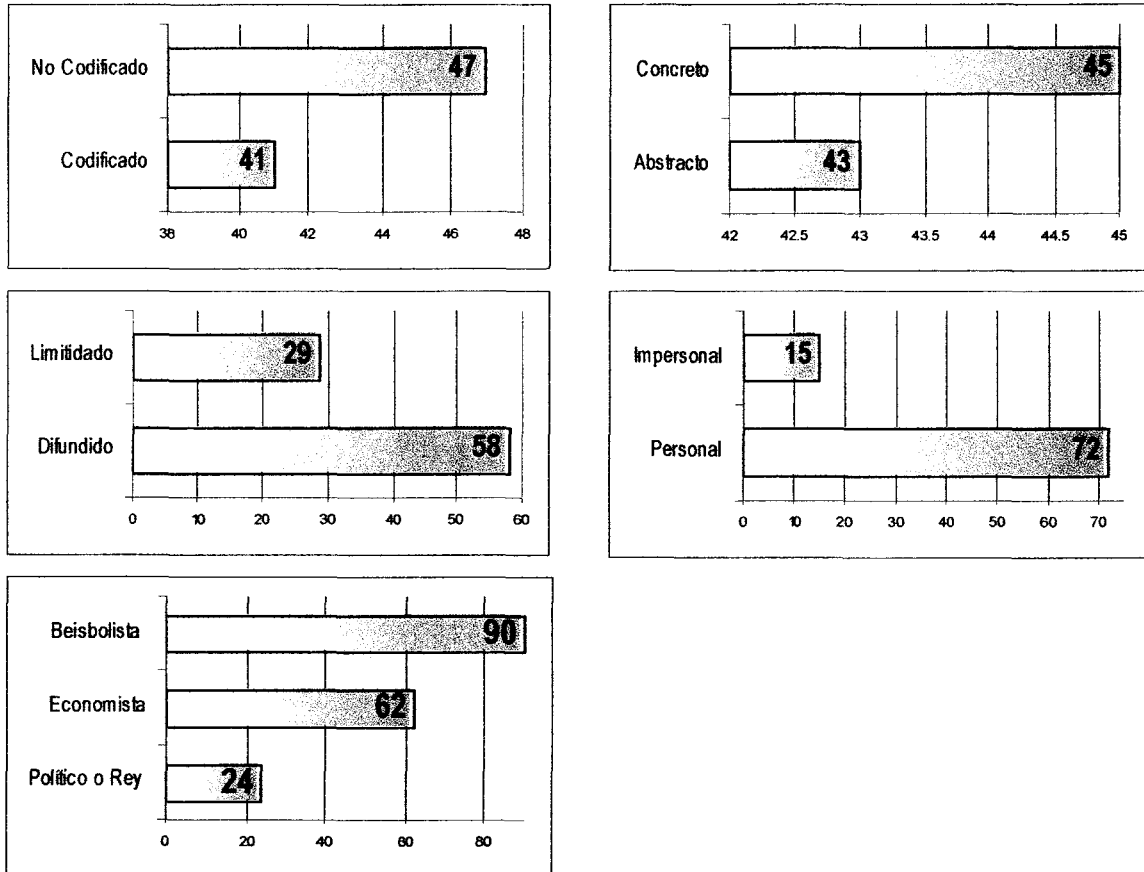 No Codificado 47
Codificado 41
38 40 42 44 46 48
Concreto 45
Abstracto 43
42 42.5 43 43.5 44 44.5 45
Limitidado 29
Difundido 58
0 10 20 30 40 50 60
Impersonal 15
Personal 72
0 10 20 30 40 50 60 70
Beisbolista 90
Economista 62
Político o Rey 24
0 20 40 60 80